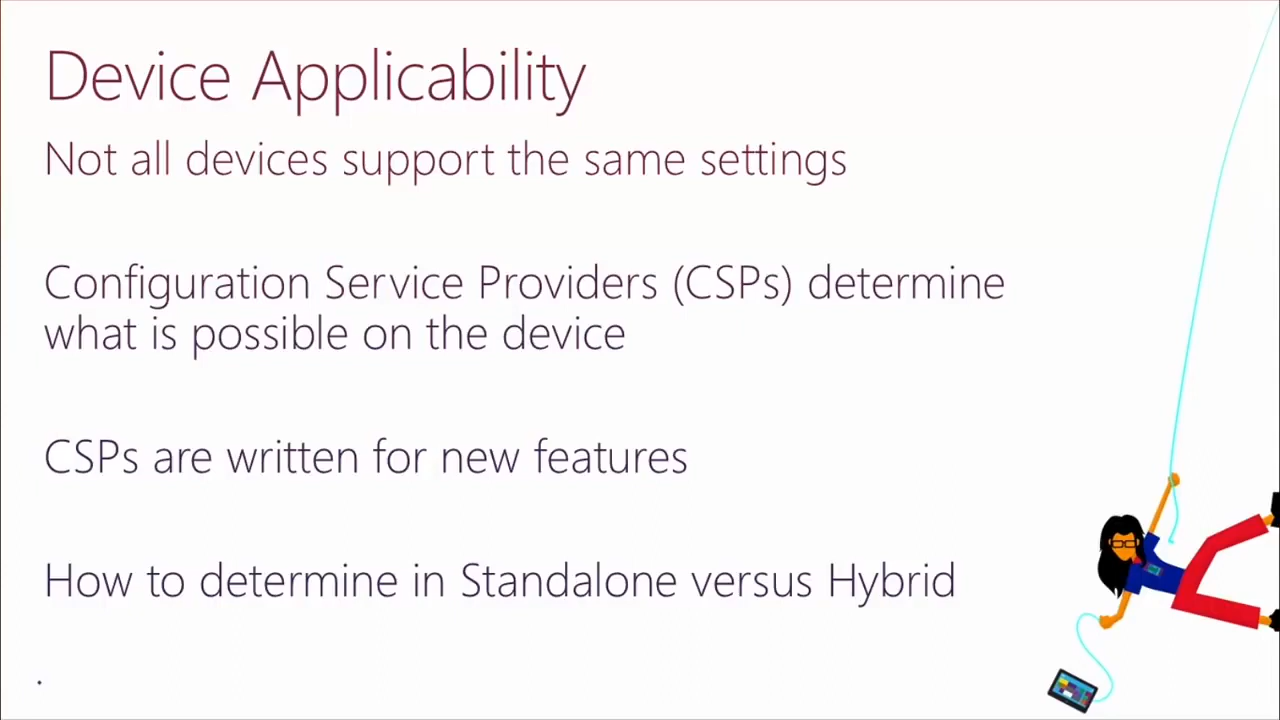 Device Applicability
Not all devices support the same settings
Configuration Service Providers (CSPs) determine
what is possible on the device
CSPs are written for new features
How to determine in Standalone versus Hybrid
.